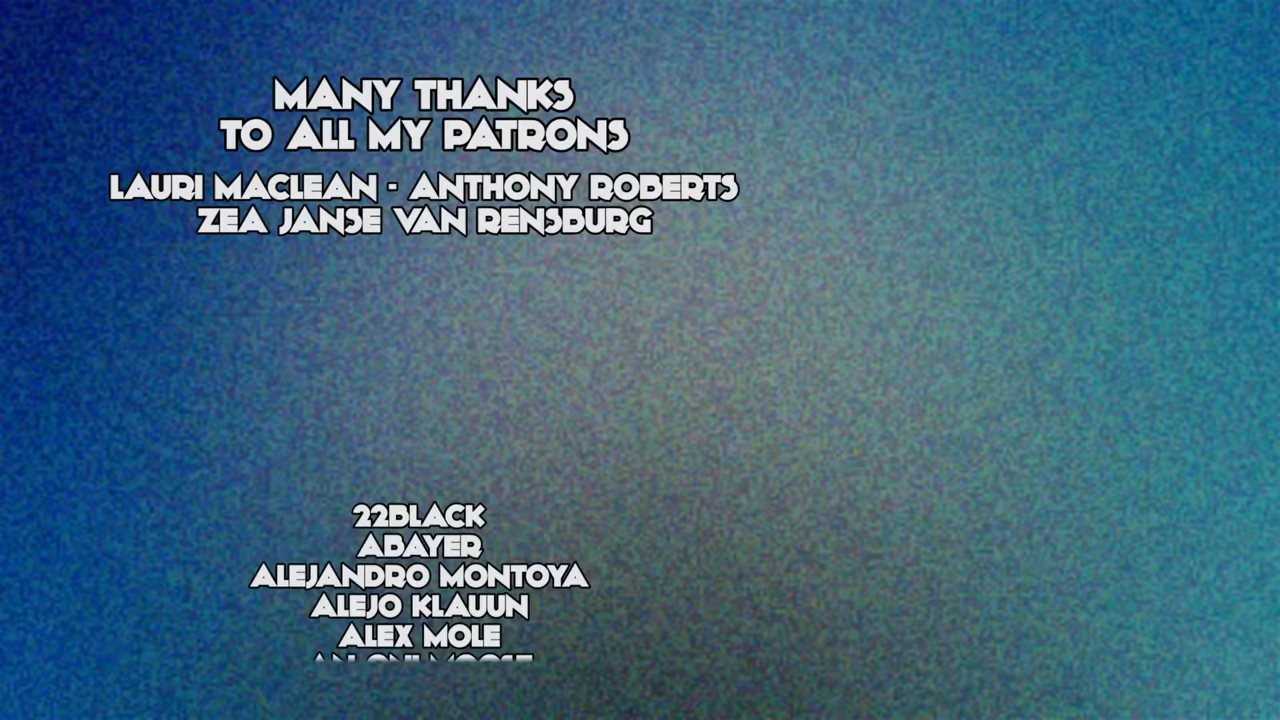 MANY THANKS
TO ALL MY PATRONS
LAURI MACLEAN - ANTHONY ROBERTS
ZEA JANSE VAN RENSBURG
22BLACK
ABAYER
ALEJANDRO MONTOYA
ALEJO KLAUUN
ALEX MOLE